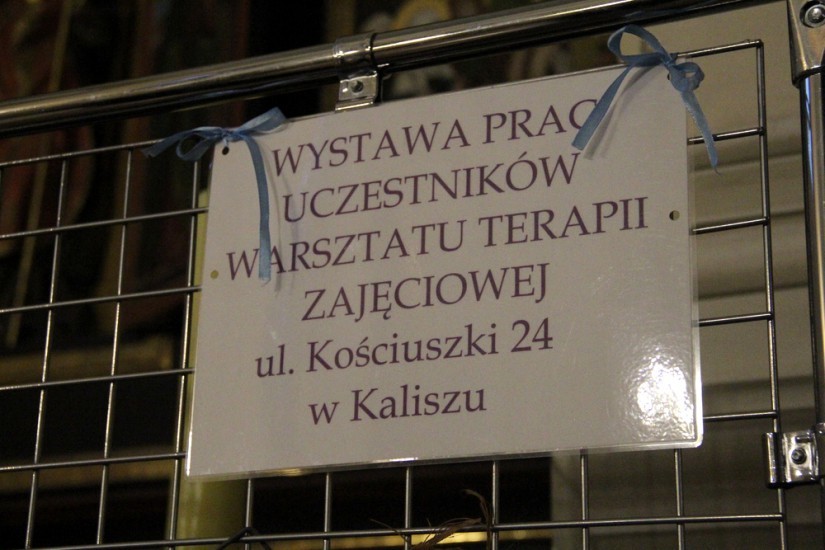 WYSTAWA PRAC
UCZESTNIKÓW
WARSZTATU TERAPII
ZAJĘCIOWEJ
ul. Kościuszki 24
w Kaliszu